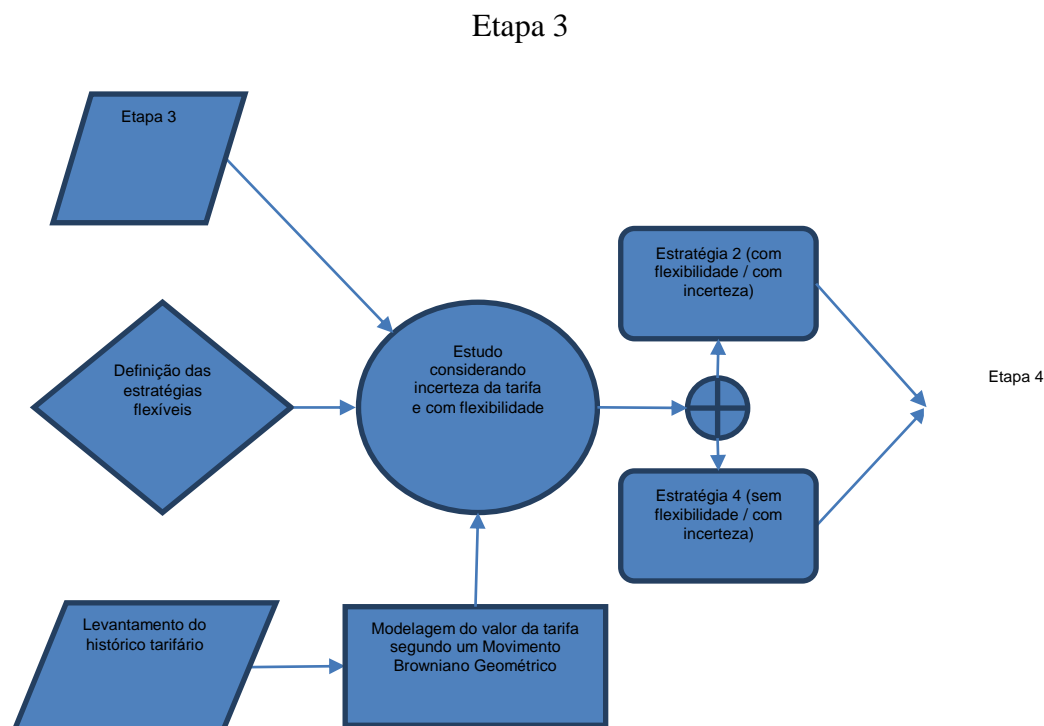 Etapa 3
Etapa 3
Estratégia 2 (com
flexibilidade / com
incerteza)
Definição das
estratégias
flexíveis
Estudo
considerando
incerteza da tarifa
e com flexibilidade
Etapa 4
Estratégia 4 (sem
flexibilidade / com
incerteza)
Levantamento do
histórico tarifário
Modelagem do valor da tarifa
segundo um Movimento
Browniano Geométrico